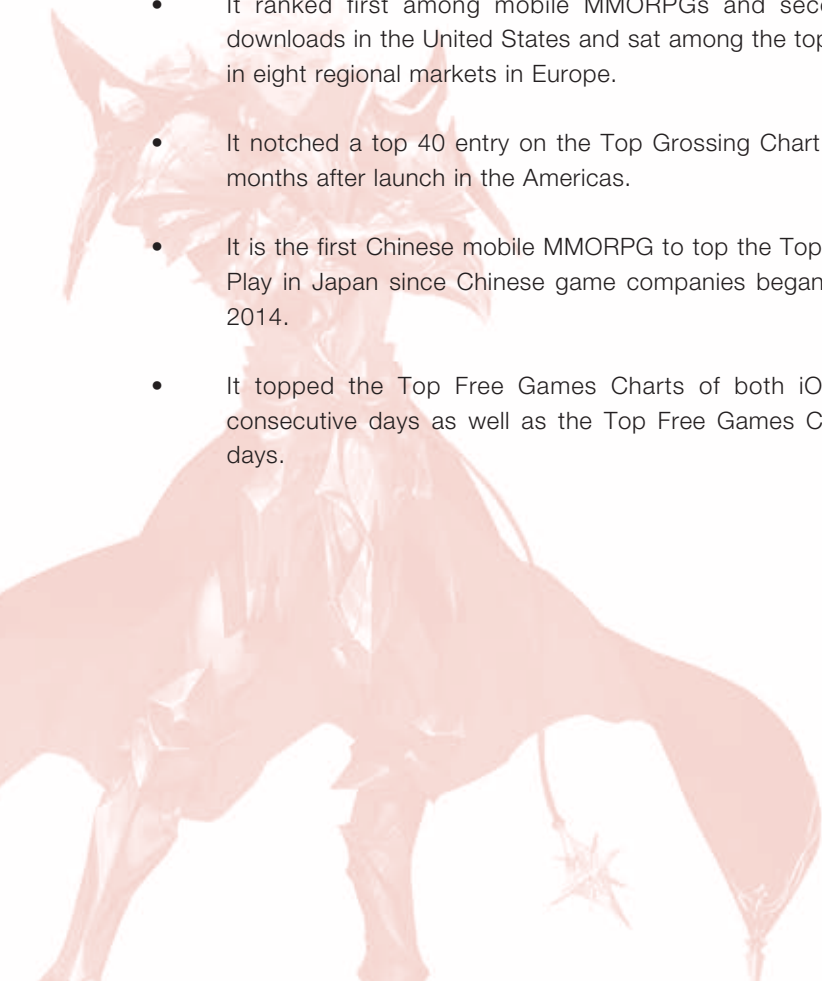 • It ranked first among mobile MMORPGs and seco
downloads in the United States and sat among the top
in eight regional markets in Europe.
• It notched a top 40 entry on the Top Grossing Chart
months after launch in the Americas.
• It is the first Chinese mobile MMORPG to top the Top
Play in Japan since Chinese game companies began
2014.
• It topped the Top Free Games Charts of both iO
consecutive days as well as the Top Free Games C
days.